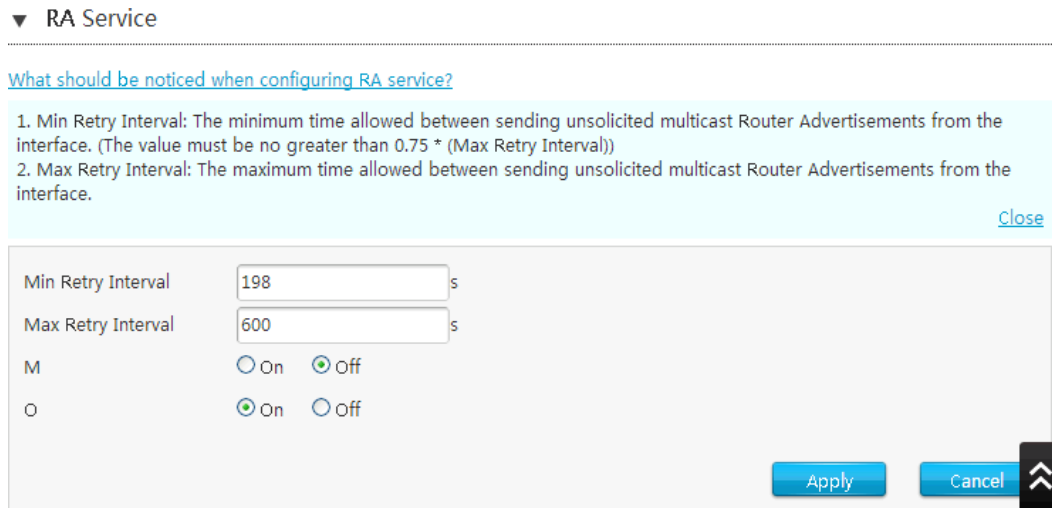 RA Service
What should be noticed when configuring RA service?
1. Min Retry Interval: The minimum time allowed between sending unsolicited multicast Router Advertisements from the
interface. (The value must be no greater than 0.75 * (Max Retry Interval))
2. Max Retry Interval: The maximum time allowed between sending unsolicited multicast Router Advertisements from the
interface.
Close
Min Retry Interval 198 s
Max Retry Interval 600 s
M On Off
O On Off
Apply Cancel